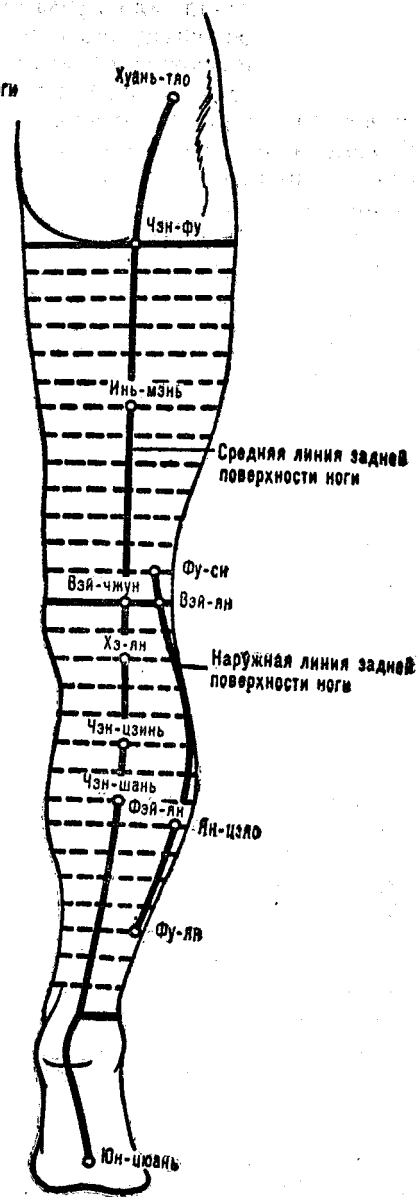 ги
Хуань-тяо
Чэн-фу
Инь-мэнь
Средняя линия задней
поверхности ноги
Фу-си
Вэй-чжун
Вэй-ян
Хэ-ян
Наружная линия задней
поверхности ноги
Чэн-цзинь
Чэн-шань
Фэй-ян
Ян-цзяо
Фу-ян
Юн-цюань